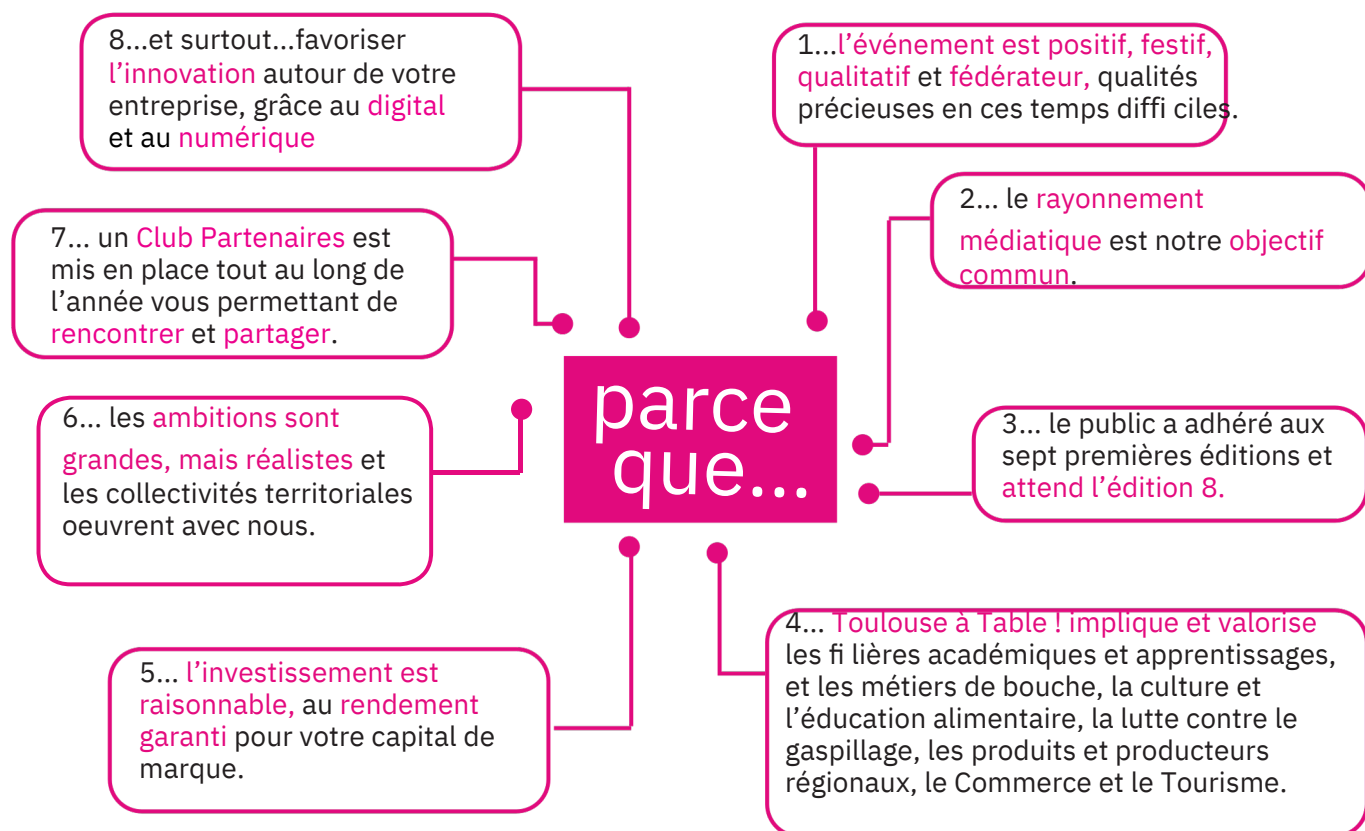 8...et surtout...favoriser
l’innovation autour de votre
entreprise, grâce au digital
et au numérique
1...l’événement est positif, festif,
qualitatif et fédérateur, qualités
précieuses en ces temps diffi ciles.
2... le rayonnement
médiatique est notre objectif
commun.
7... un Club Partenaires est
mis en place tout au long de
l’année vous permettant de
rencontrer et partager.
parce
que...
6... les ambitions sont
grandes, mais réalistes et
les collectivités territoriales
oeuvrent avec nous.
3... le public a adhéré aux
sept premières éditions et
attend l’édition 8.
5... l’investissement est
raisonnable, au rendement
garanti pour votre capital de
marque.
4... Toulouse à Table ! implique et valorise
les fi lières académiques et apprentissages,
et les métiers de bouche, la culture et
l’éducation alimentaire, la lutte contre le
gaspillage, les produits et producteurs
régionaux, le Commerce et le Tourisme.